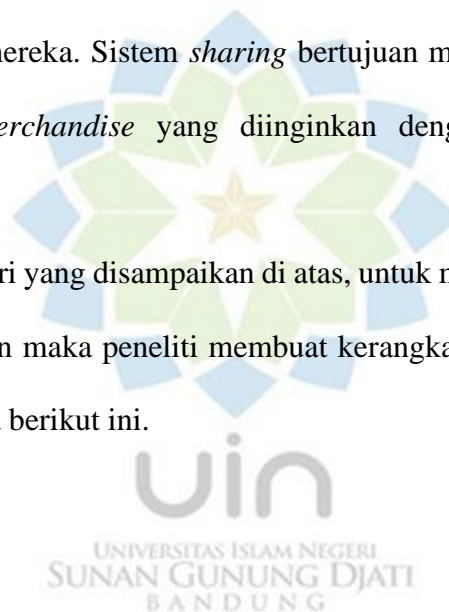 mereka. Sistem sharing bertujuan m
erchandise yang diinginkan deng
ri yang disampaikan di atas, untuk m
n maka peneliti membuat kerangka
berikut ini.
uin
UNIVERSITAS ISLAM NEGERI
SUNAN GUNUNG DJATI
BANDUNG